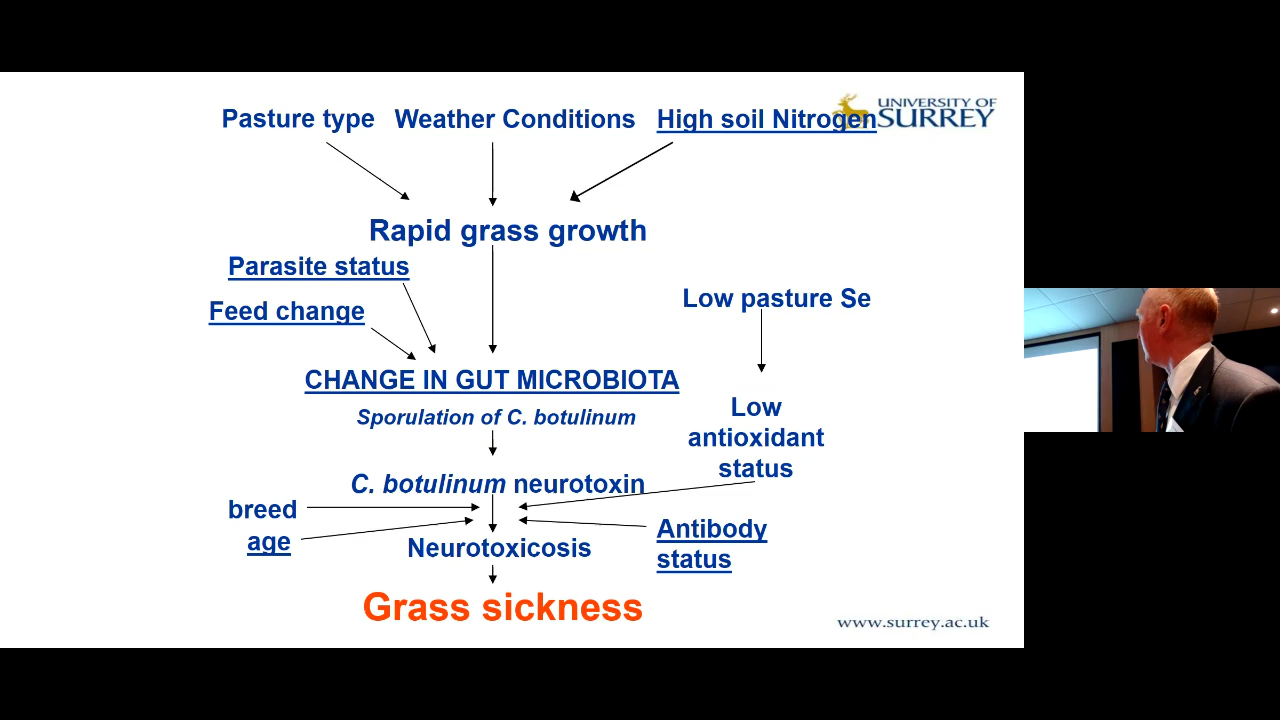 Pasture type
Weather Conditions
High soil Nitrogen
UNIVERSITY OF
SURREY
Rapid grass growth
Parasite status
Feed change
Low pasture Se
CHANGE IN GUT MICROBIOTA
Sporulation of C. botulinum
Low
antioxidant
status
C. botulinum neurotoxin
breed
age
Antibody
status
Neurotoxicosis
Grass sickness
www.surrey.ac.uk